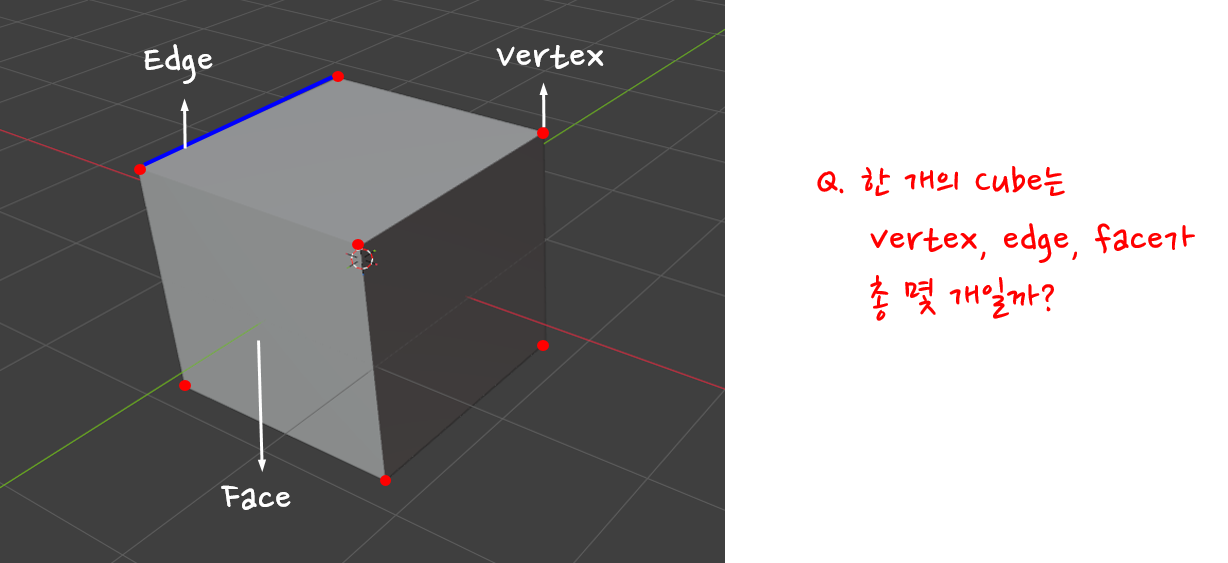 Edge
Vertex
Face
Q. 한 개의 cube는
vertex, edge, face가
총 몇 개일까?